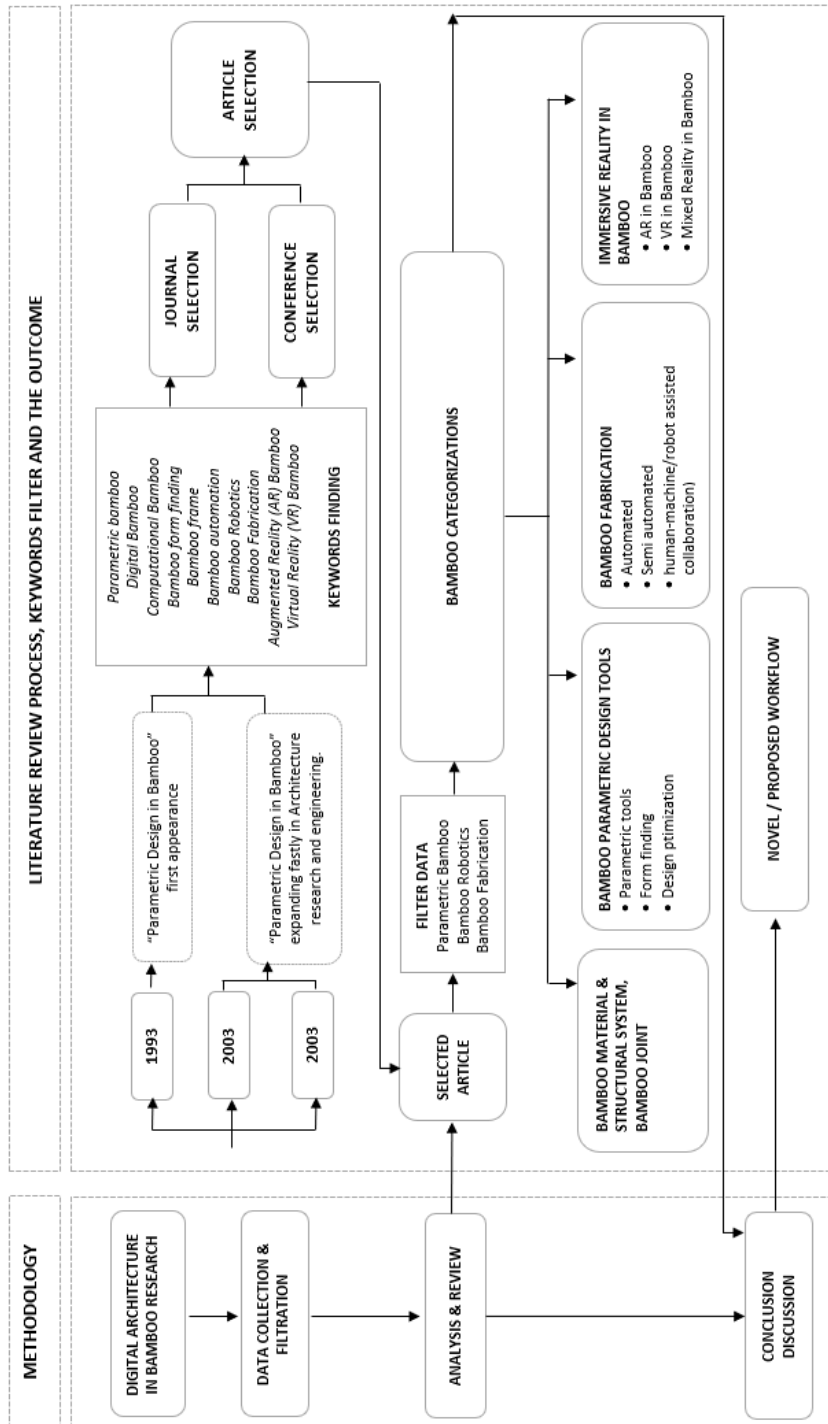 METHODOLOGY
DIGITAL ARCHITECTURE
IN BAMBOO RESEARCH
DATA COLLECTION &
FILTRATION
ANALYSIS & REVIEW
CONCLUSION
DISCUSSION
LITERATURE REVIEW PROCESS, KEYWORDS FILTER AND THE OUTCOME
1993
2003
2003
“Parametric Design in Bamboo”
first appearance
“Parametric Design in Bamboo”
expanding fastly in Architecture
research and engineering.
Parametric bamboo
Digital Bamboo
Computational Bamboo
Bamboo form finding
Bamboo frame
Bamboo automation
Bamboo Robotics
Bamboo Fabrication
Augmented Reality (AR) Bamboo
Virtual Reality (VR) Bamboo
KEYWORDS FINDING
JOURNAL
SELECTION
CONFERENCE
SELECTION
ARTICLE
SELECTION
SELECTED
ARTICLE
FILTER DATA
Parametric Bamboo
Bamboo Robotics
Bamboo Fabrication
BAMBOO CATEGORIZATIONS
BAMBOO MATERIAL &
STRUCTURAL SYSTEM,
BAMBOO JOINT
BAMBOO PARAMETRIC DESIGN TOOLS
• Parametric tools
• Form finding
• Design ptimization
BAMBOO FABRICATION
• Automated
• Semi automated
• human-machine/robot assisted
collaboration)
IMMERSIVE REALITY IN
BAMBOO
• AR in Bamboo
• VR in Bamboo
• Mixed Reality in Bamboo
NOVEL / PROPOSED WORKFLOW